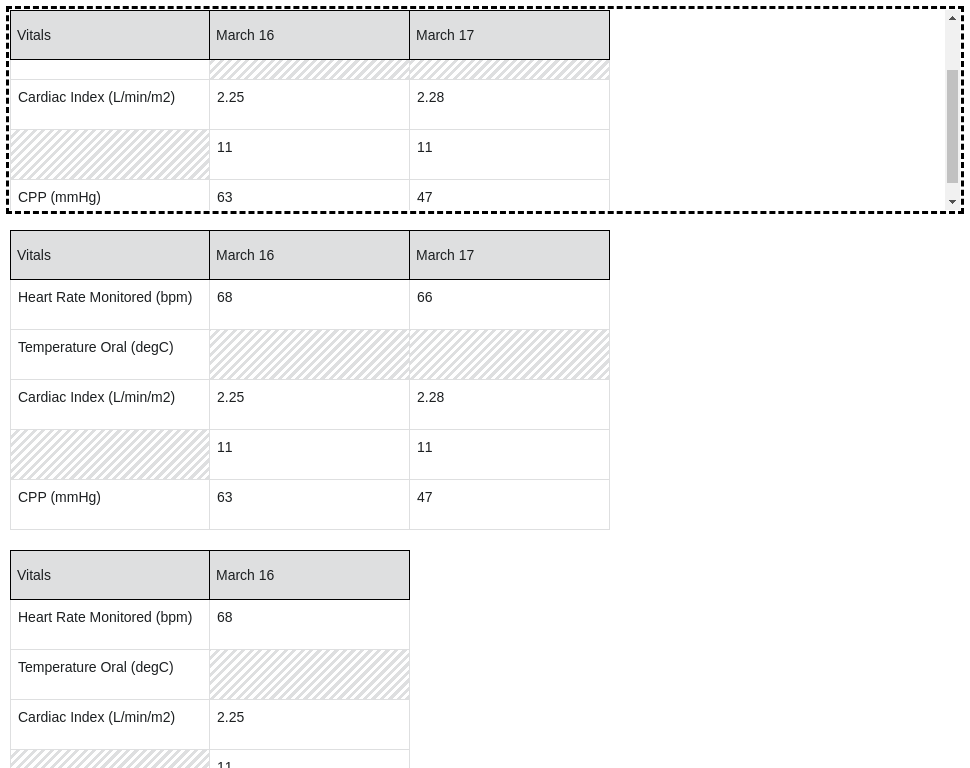 Vitals March 16 March 17
Cardiac Index (L/min/m2) 2.25 2.28
11 11
CPP (mmHg) 63 47
Vitals March 16 March 17
Heart Rate Monitored (bpm) 68 66
Temperature Oral (degC)
Cardiac Index (L/min/m2) 2.25 2.28
11 11
CPP (mmHg) 63 47
Vitals March 16
Heart Rate Monitored (bpm) 68
Temperature Oral (degC)
Cardiac Index (L/min/m2) 2.25
11